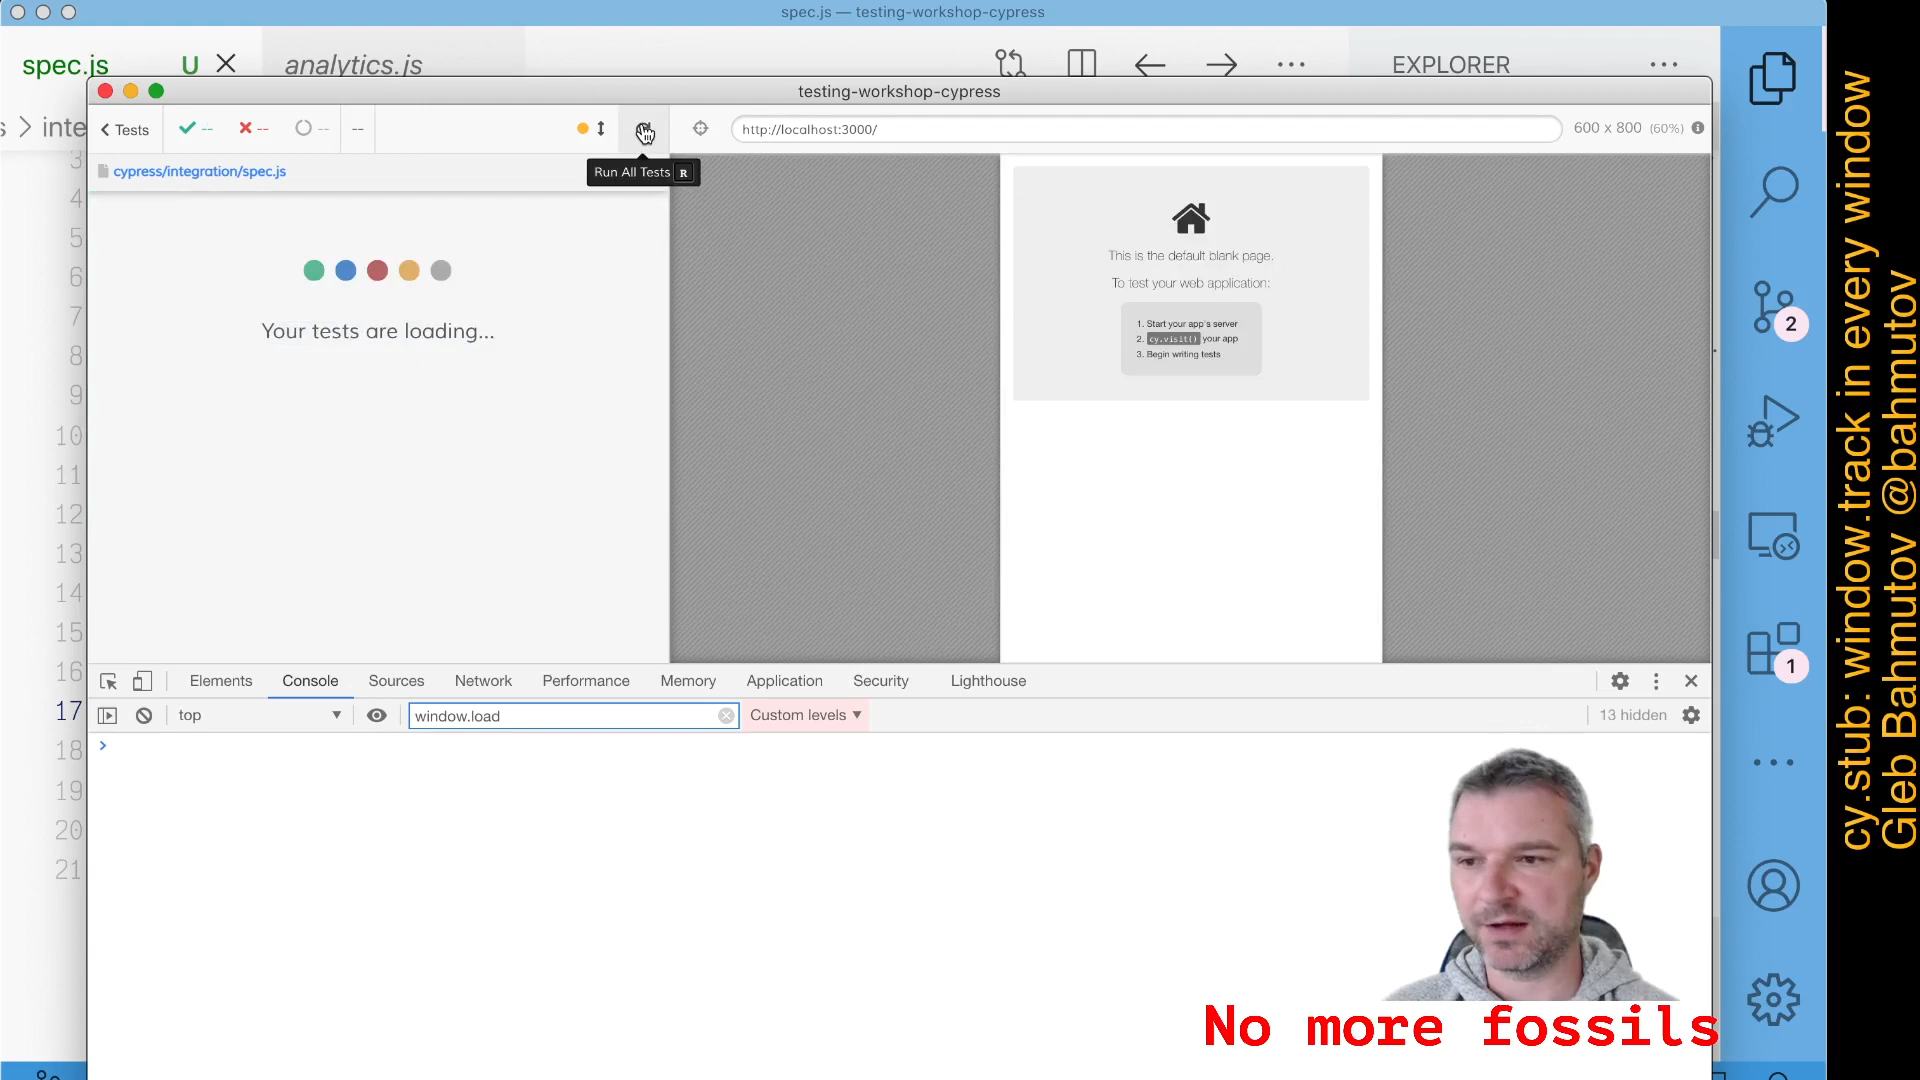 spec.js — testing-workshop-cypress
spec.js U analytics.js EXPLORER
inte
testing-workshop-cypress
Tests -- -- -- --
http://localhost:3000/ 600 x 800 (60%)
cypress/integration/spec.js
Run All Tests R
Your tests are loading...
This is the default blank page.
To test your web application:
1. Start your app's server
2. cy.visit() your app
3. Begin writing tests
3
4
5
6
7
8
9
10
11
12
13
14
15
16
17
18
19
20
21
Elements Console Sources Network Performance Memory Application Security Lighthouse
top window.load Custom levels 13 hidden
2
1
No more fossils
cy.stub: window.track in every window
Gleb Bahmutov @bahmutov